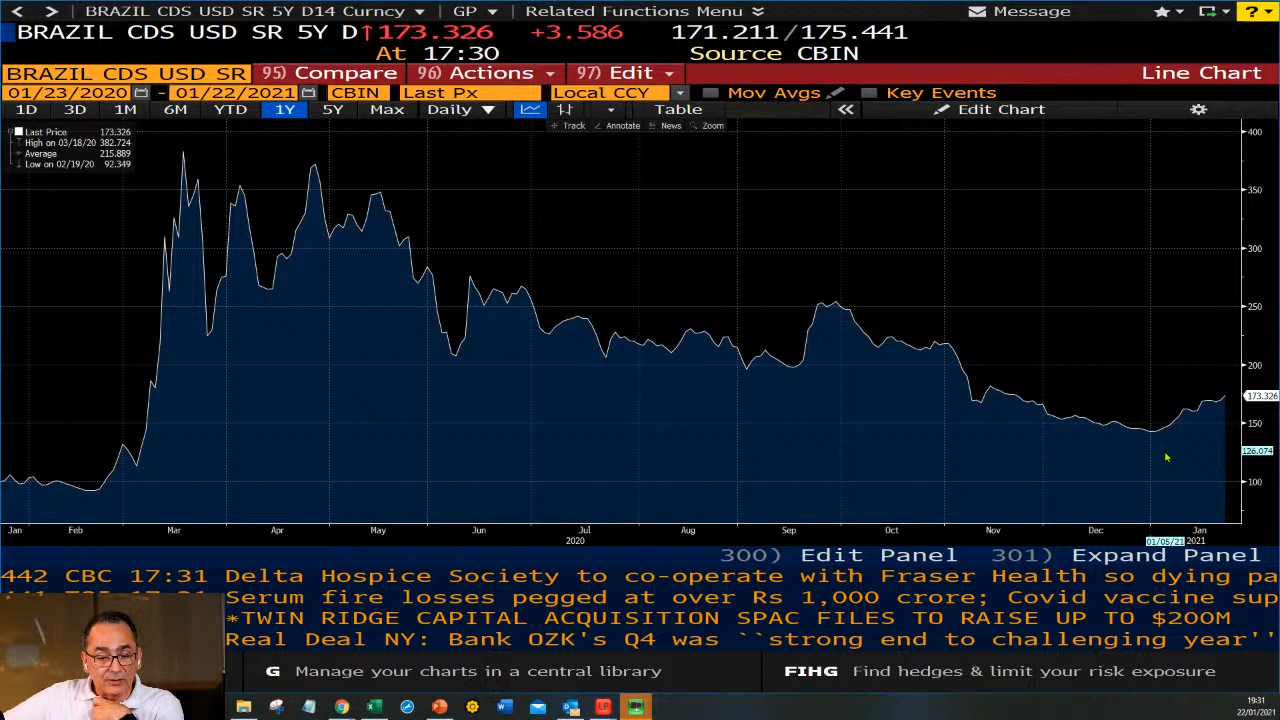 BRAZIL CDS USD SR 5Y D14 Curncy GP Related Functions Menu Message ?
BRAZIL CDS USD SR 5Y D↑173.326 +3.586 171.211/175.441
At 17:30 Source CBIN
BRAZIL CDS USD SR 95) Compare 96) Actions 97) Edit Line Chart
01/23/2020 - 01/22/2021 CBIN Last Px Local CCY Mov Avgs Key Events
1D 3D 1M 6M YTD 1Y 5Y Max Daily Table Edit Chart
Track Annotate News Zoom
Last Price 173.326
High on 03/18/20 382.724
Average 215.889
Low on 02/19/20 92.349
400
350
300
250
200
173.326
150
126.074
100
Jan Feb Mar Apr May Jun Jul Aug Sep Oct Nov Dec Jan
2020 01/05/21 2021
300) Edit Panel 301) Expand Panel
442 CBC 17:31 Delta Hospice Society to co-operate with Fraser Health so dying pa
17:31 Serum fire losses pegged at over Rs 1,000 crore; Covid vaccine sup
*TWIN RIDGE CAPITAL ACQUISITION SPAC FILES TO RAISE UP TO $200M
Real Deal NY: Bank OZK's Q4 was ``strong end to challenging year''
G Manage your charts in a central library FIHG Find hedges & limit your risk exposure
19:31
22/01/2021